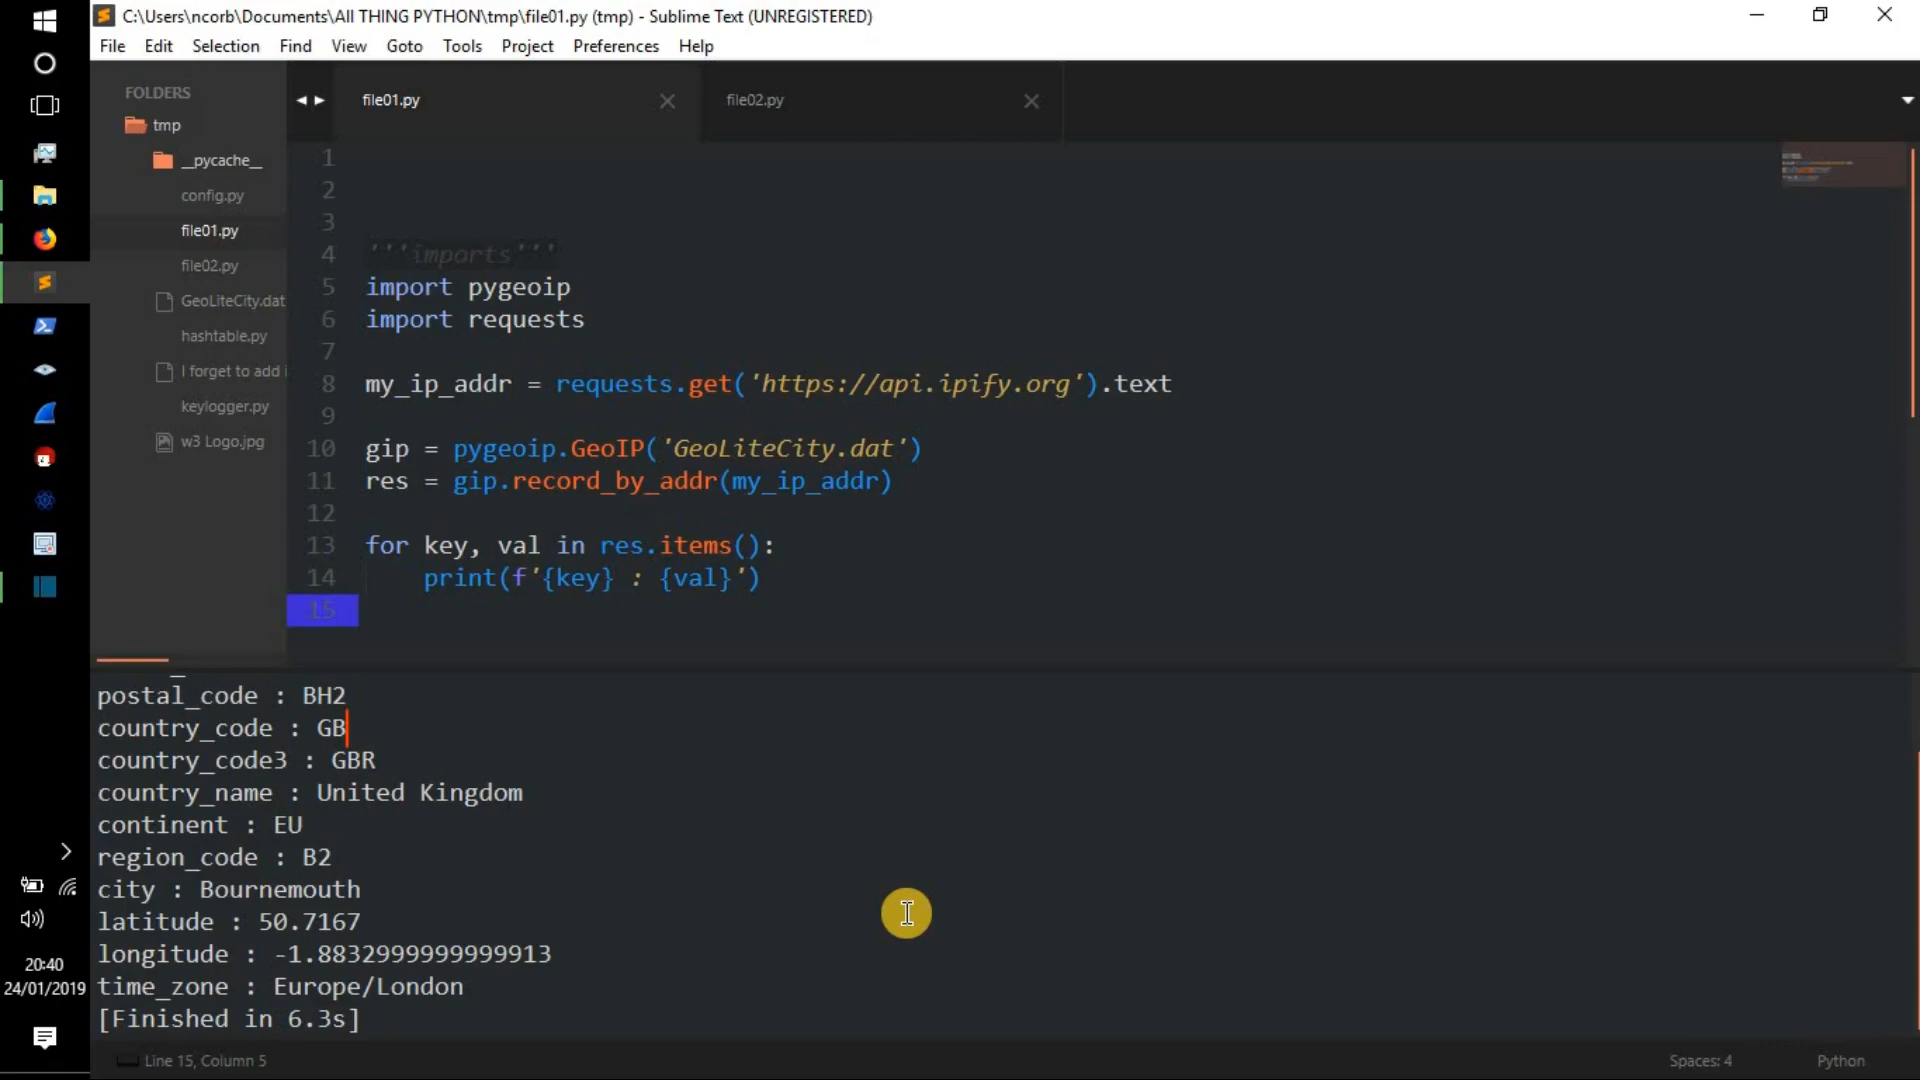 C:\Users\ncorb\Documents\All THING PYTHON\tmp\file01.py (tmp) - Sublime Text (UNREGISTERED)
File Edit Selection Find View Goto Tools Project Preferences Help
FOLDERS
tmp
__pycache__
config.py
file01.py
file02.py
GeoLiteCity.dat
hashtable.py
I forget to add i
keylogger.py
w3 Logo.jpg
file01.py
file02.py
1
2
3
4 '''imports'''
5 import pygeoip
6 import requests
7
8 my_ip_addr = requests.get('https://api.ipify.org').text
9
10 gip = pygeoip.GeoIP('GeoLiteCity.dat')
11 res = gip.record_by_addr(my_ip_addr)
12
13 for key, val in res.items():
14     print(f'{key} : {val}')
15
postal_code : BH2
country_code : GB
country_code3 : GBR
country_name : United Kingdom
continent : EU
region_code : B2
city : Bournemouth
latitude : 50.7167
longitude : -1.8832999999999913
time_zone : Europe/London
[Finished in 6.3s]
20:40
24/01/2019
Line 15, Column 5
Spaces: 4
Python